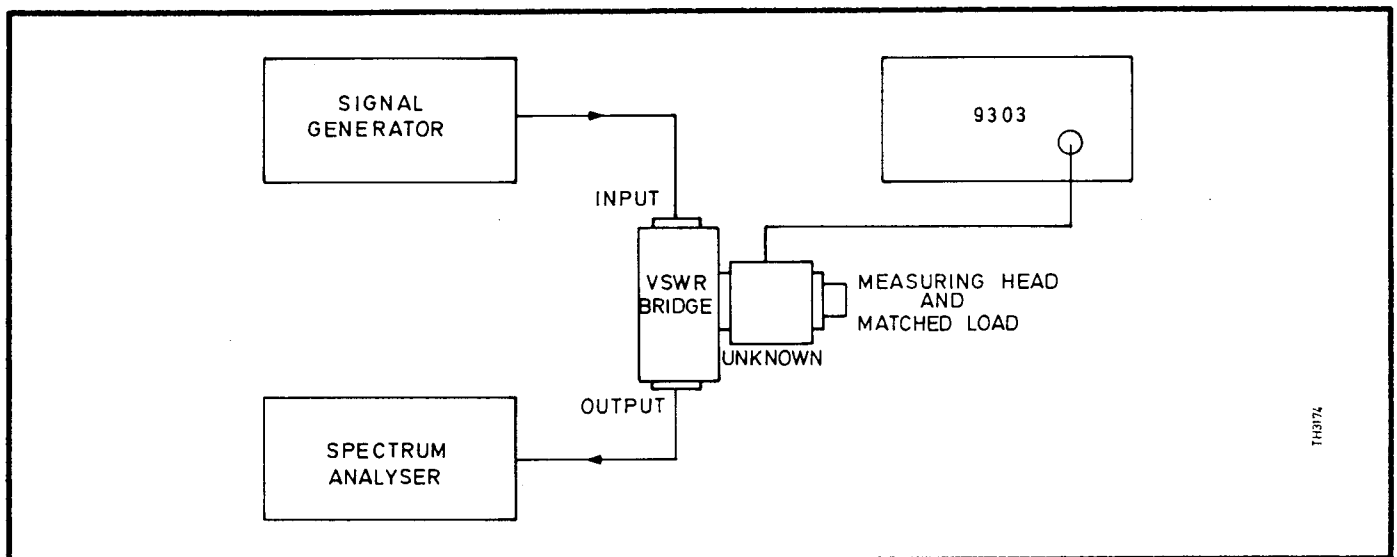 SIGNAL
GENERATOR
9303
INPUT
VSWR
BRIDGE
MEASURING HEAD
AND
MATCHED LOAD
UNKNOWN
OUTPUT
SPECTRUM
ANALYSER
TH3174